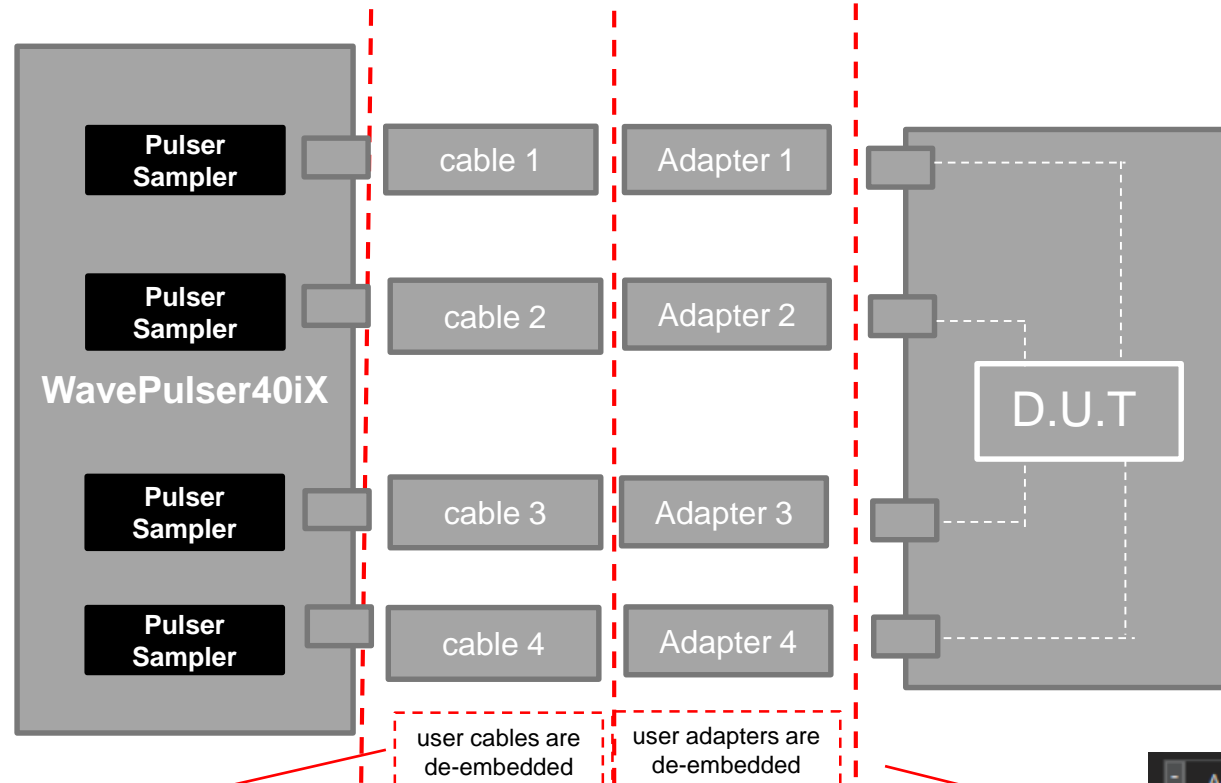 Pulser
Sampler
cable 1
Adapter 1
Pulser
Sampler
cable 2
Adapter 2
WavePulser40iX
D.U.T
Pulser
Sampler
cable 3
Adapter 3
Pulser
Sampler
cable 4
Adapter 4
user cables are
de-embedded
user adapters are
de-embedded